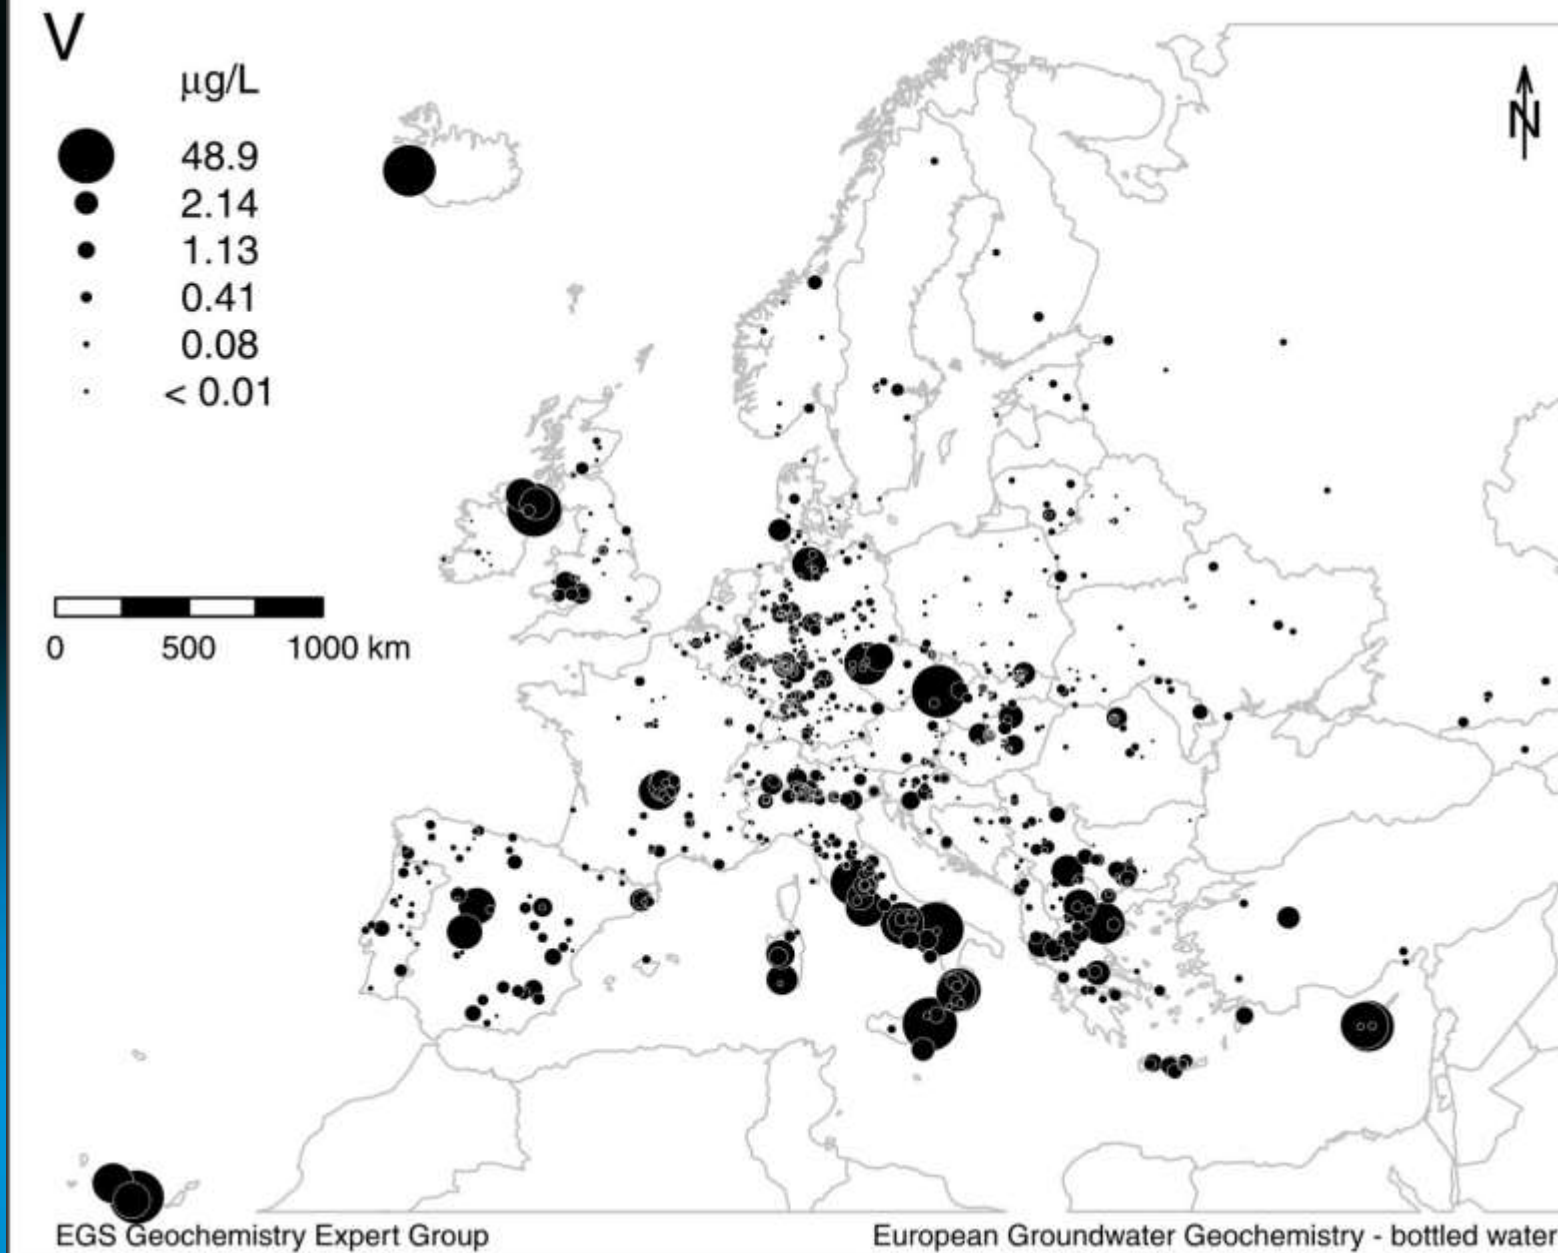 V
µg/L
48.9
2.14
1.13
0.41
0.08
< 0.01
N
0 500 1000 km
EGS Geochemistry Expert Group
European Groundwater Geochemistry - bottled water